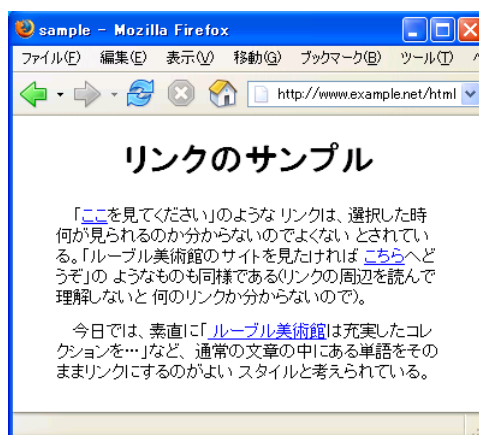 sample - Mozilla Firefox
ファイル(F) 編集(E) 表示(V) 移動(G) ブックマーク(B) ツール(T)
http://www.example.net/html
リンクのサンプル
「ここを見てください」のような リンクは、選択した時
何が見られるのか分からないのでよくない とされてい
る。「ルーブル美術館のサイトを見たければ こちらへど
うぞ」の ようなものも同様である(リンクの周辺を読んで
理解しないと 何のリンクか分からないので)。
今日では、素直に「 ルーブル美術館は充実したコレ
クションを…」など、 通常の文章の中にある単語をその
ままリンクにするのがよい スタイルと考えられている。